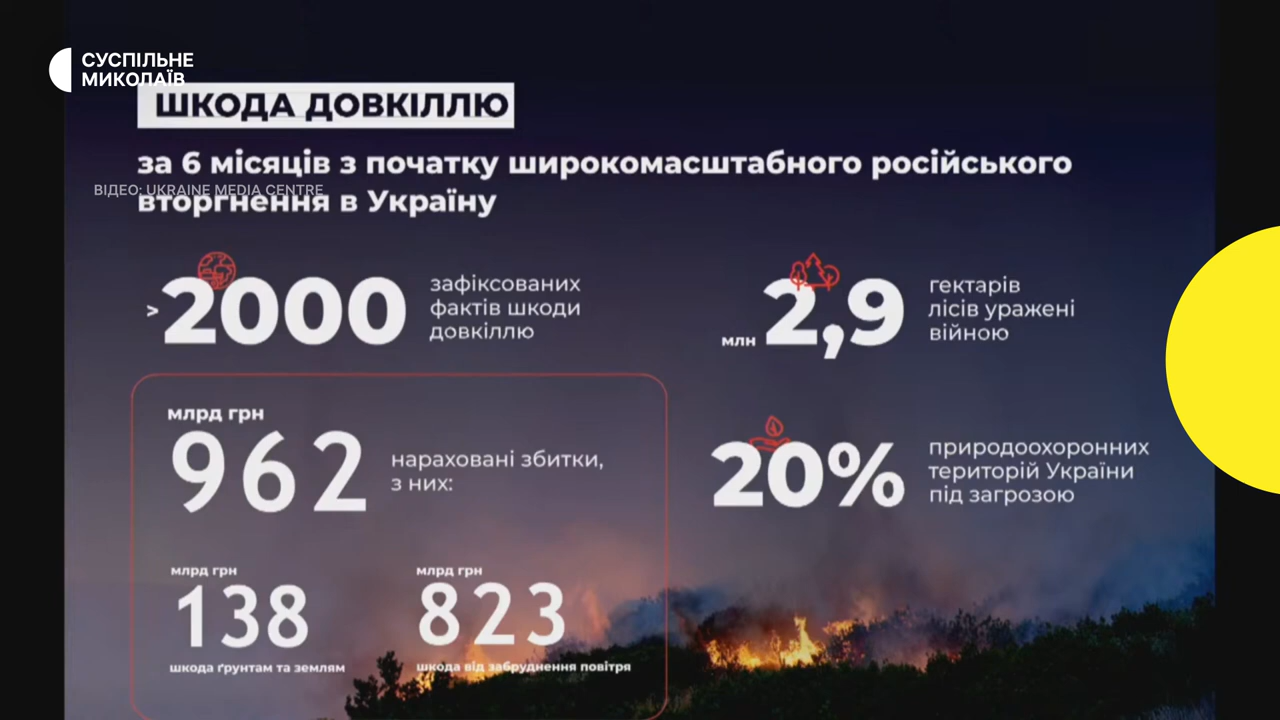 СУСПІЛЬНЕ
МИКОЛАЇВ
ШКОДА ДОВКІЛЛЮ
за 6 місяців з початку широкомасштабного російського
ВІДЕО: UKRAINE MEDIA CENTRE
вторгнення в Україну
>2000
зафіксованих
фактів шкоди
довкіллю
млн 2,9
гектарів
лісів уражені
війною
млрд грн
962
нараховані збитки,
з них:
20%
природоохоронних
територій України
під загрозою
млрд грн
138
шкода ґрунтам та землям
млрд грн
823
шкода від забруднення повітря